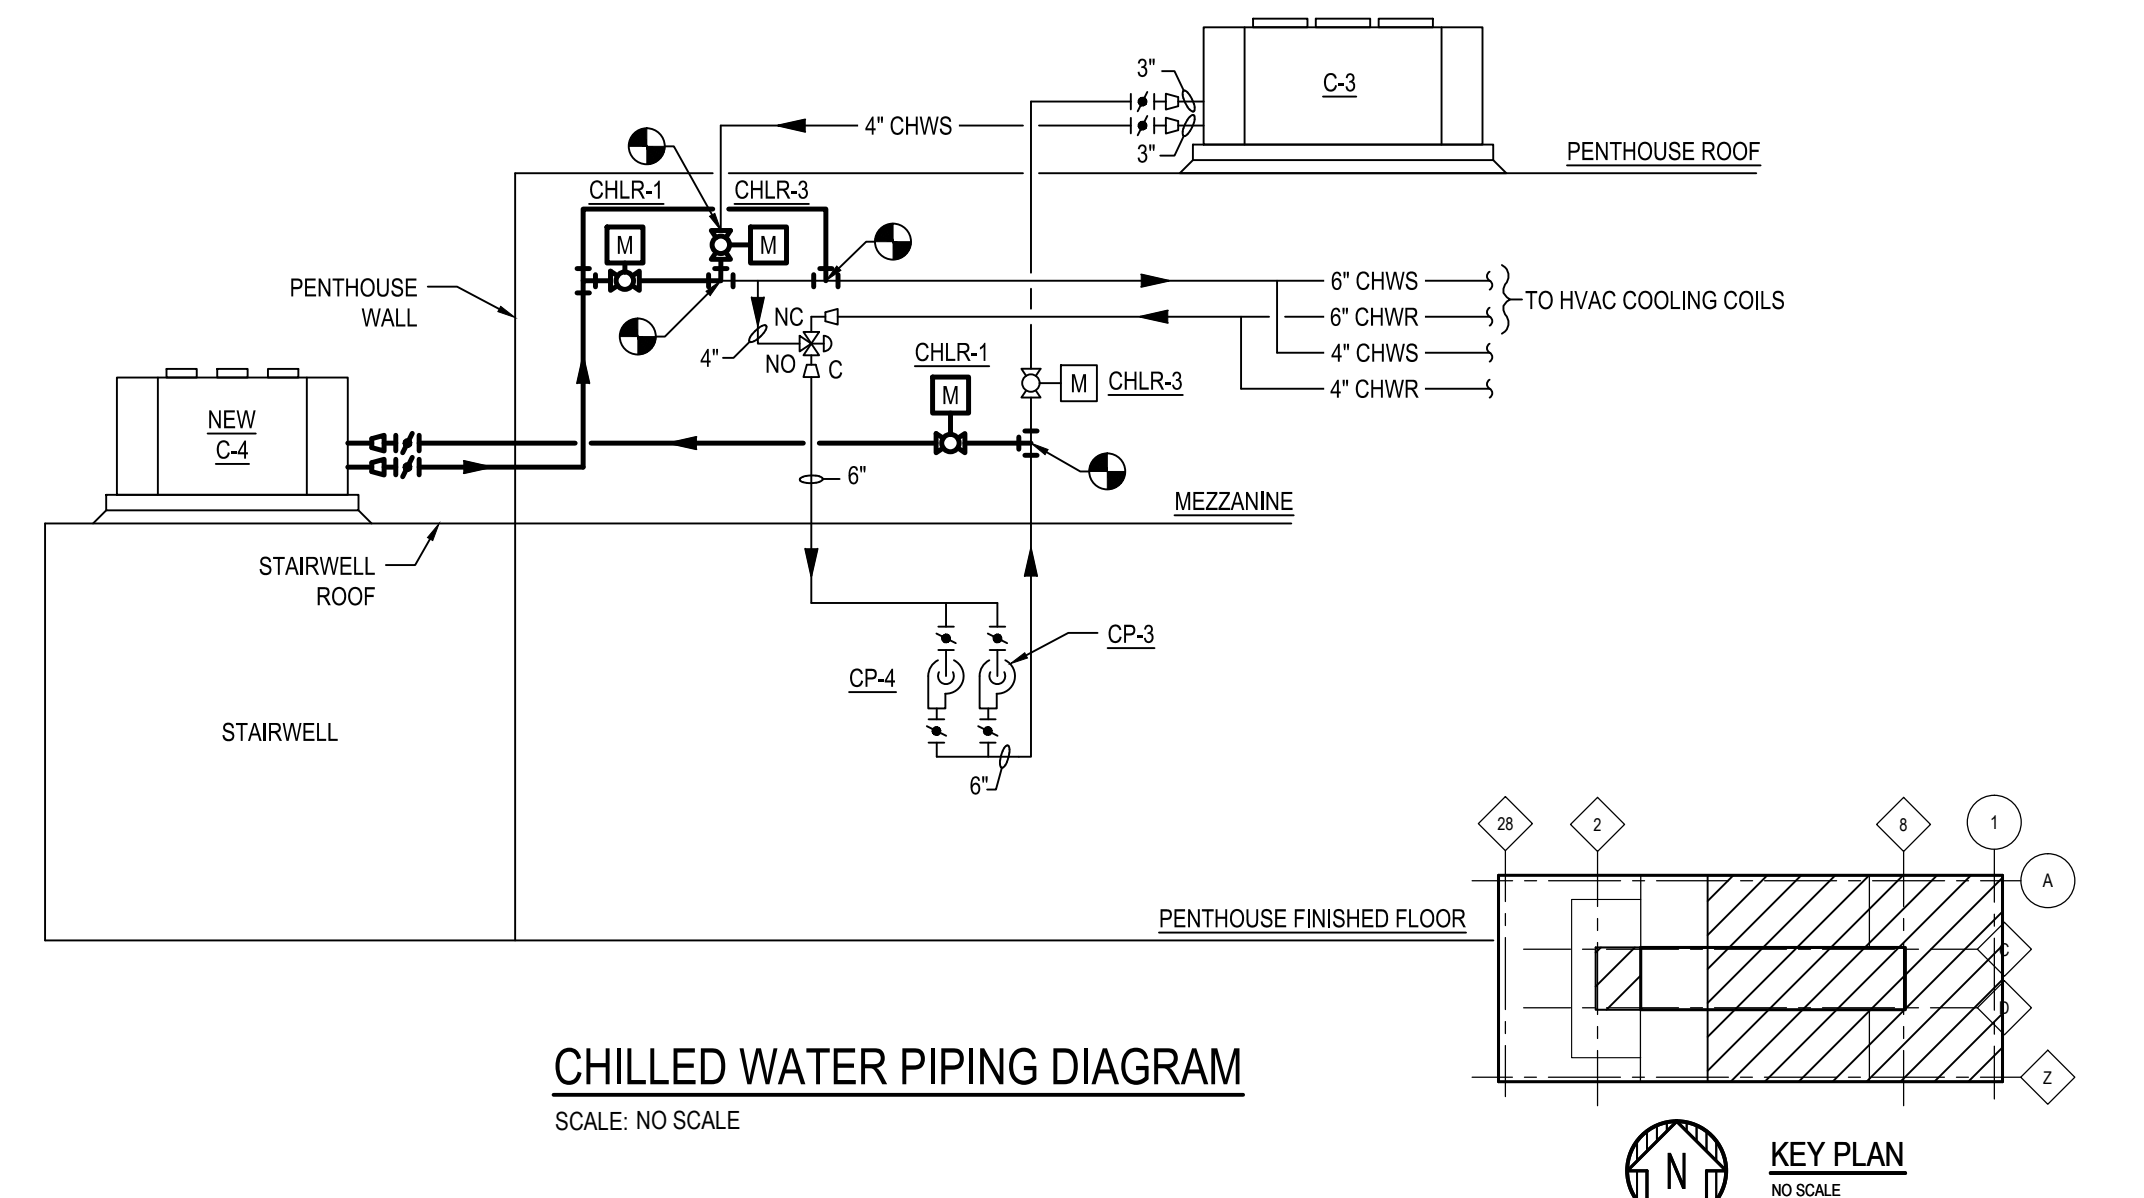 3"
C-3
4" CHWS
3"
PENTHOUSE ROOF
CHLR-1
CHLR-3
M
M
PENTHOUSE
WALL
6" CHWS
TO HVAC COOLING COILS
NC
6" CHWR
4"
NO
C
CHLR-1
4" CHWS
M
CHLR-3
4" CHWR
M
NEW
C-4
6"
MEZZANINE
STAIRWELL
ROOF
CP-3
CP-4
STAIRWELL
6"
28
2
8
1
A
PENTHOUSE FINISHED FLOOR
C
D
CHILLED WATER PIPING DIAGRAM
Z
SCALE: NO SCALE
N
KEY PLAN
NO SCALE